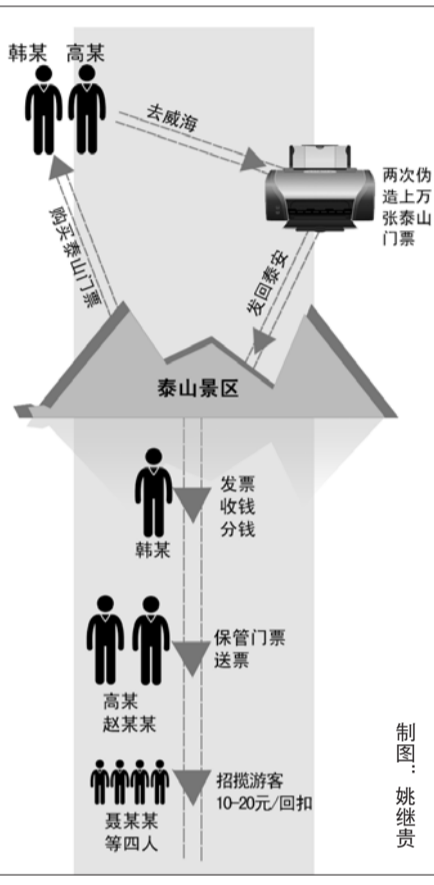 韩某 高某
去威海
两次伪
造上万
张泰山
门票
购买泰山门票
发回泰安
泰山景区
发票
收钱
分钱
韩某
保管门票
送票
高某
赵某某
招揽游客
10-20元/回扣
聂某某
等四人
制图：姚继贵